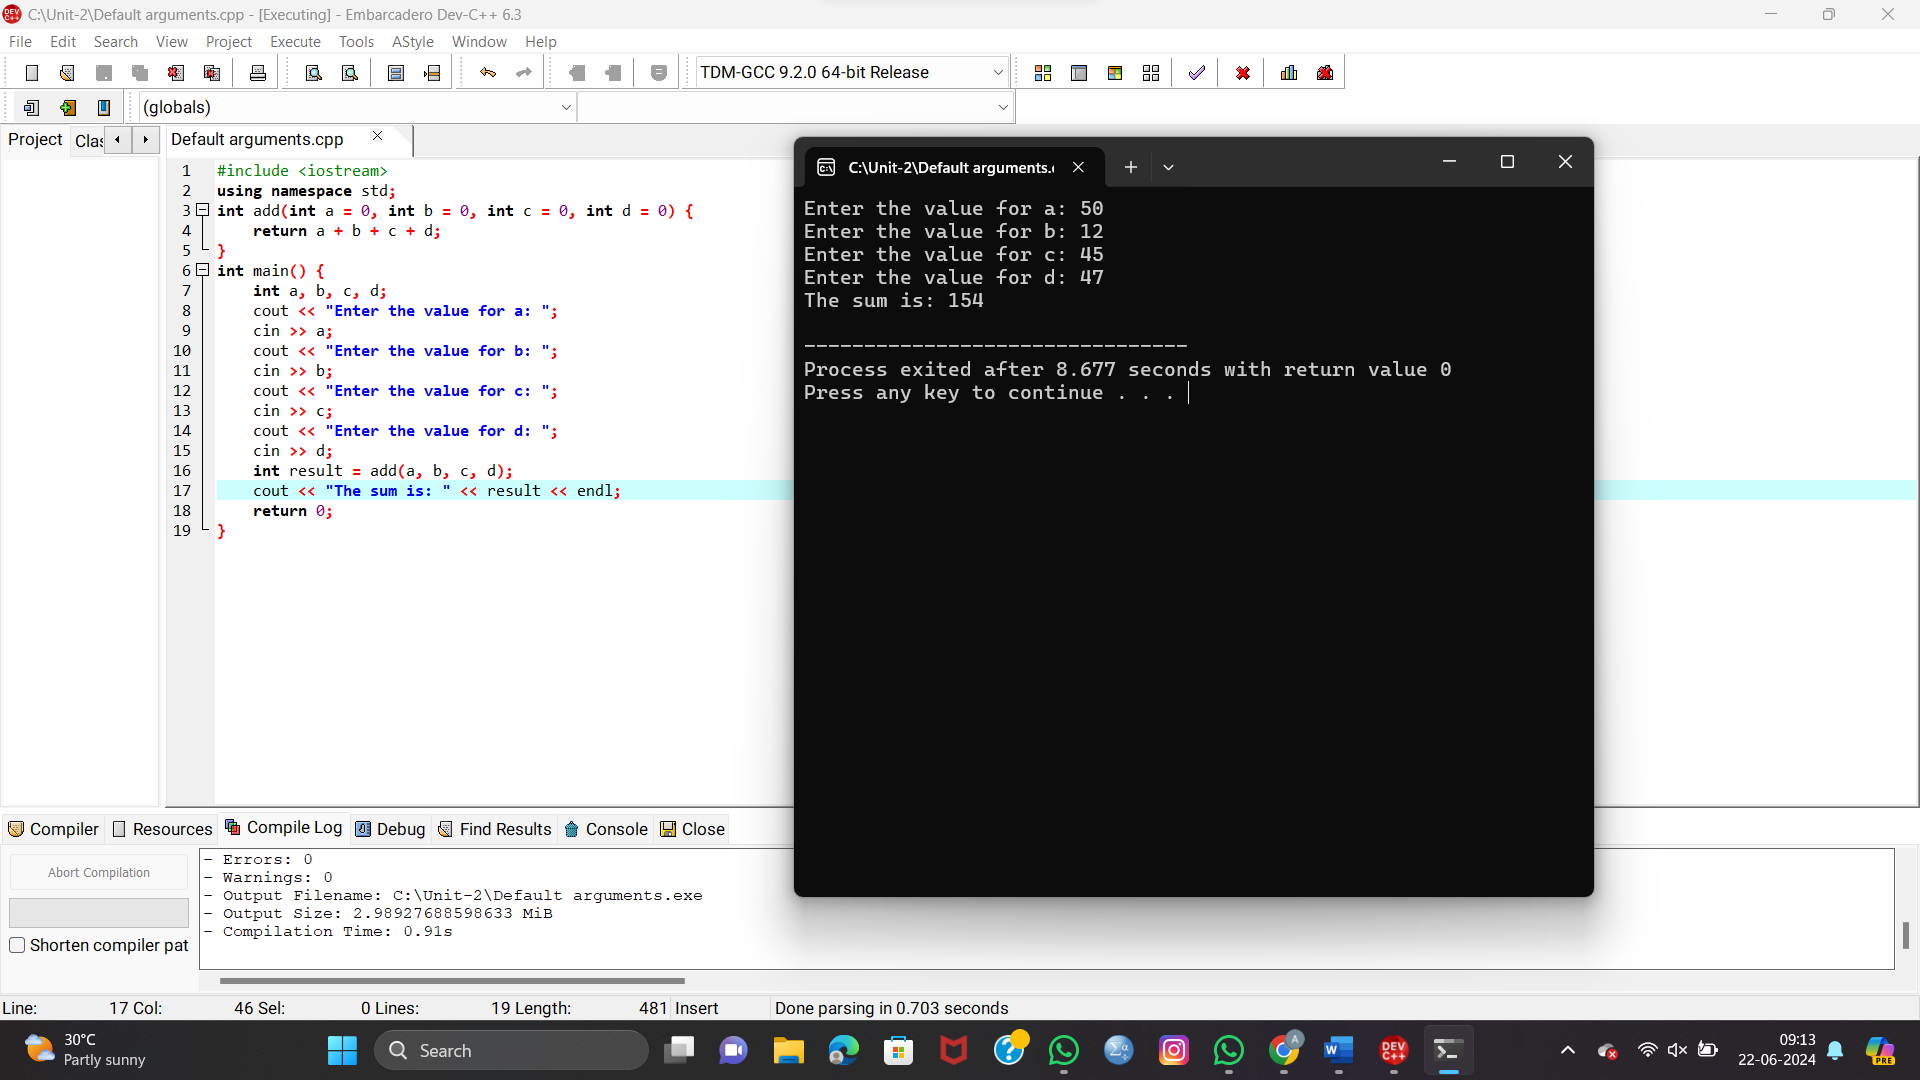 C:\Unit-2\Default arguments.cpp - [Executing] - Embarcadero Dev-C++ 6.3
File Edit Search View Project Execute Tools AStyle Window Help
TDM-GCC 9.2.0 64-bit Release
(globals)
Project Clas Default arguments.cpp
1 #include <iostream>
2 using namespace std;
3 int add(int a = 0, int b = 0, int c = 0, int d = 0) {
4 return a + b + c + d;
5 }
6 int main() {
7 int a, b, c, d;
8 cout << "Enter the value for a: ";
9 cin >> a;
10 cout << "Enter the value for b: ";
11 cin >> b;
12 cout << "Enter the value for c: ";
13 cin >> c;
14 cout << "Enter the value for d: ";
15 cin >> d;
16 int result = add(a, b, c, d);
17 cout << "The sum is: " << result << endl;
18 return 0;
19 }
C:\Unit-2\Default arguments.
Enter the value for a: 50
Enter the value for b: 12
Enter the value for c: 45
Enter the value for d: 47
The sum is: 154
--------------------------------
Process exited after 8.677 seconds with return value 0
Press any key to continue . . .
Compiler Resources Compile Log Debug Find Results Console Close
Abort Compilation
Shorten compiler pat
- Errors: 0
- Warnings: 0
- Output Filename: C:\Unit-2\Default arguments.exe
- Output Size: 2.98927688598633 MiB
- Compilation Time: 0.91s
Line: 17 Col: 46 Sel: 0 Lines: 19 Length: 481 Insert Done parsing in 0.703 seconds
30°C
Partly sunny
Search
A
DEV
C++
09:13
22-06-2024
PRE